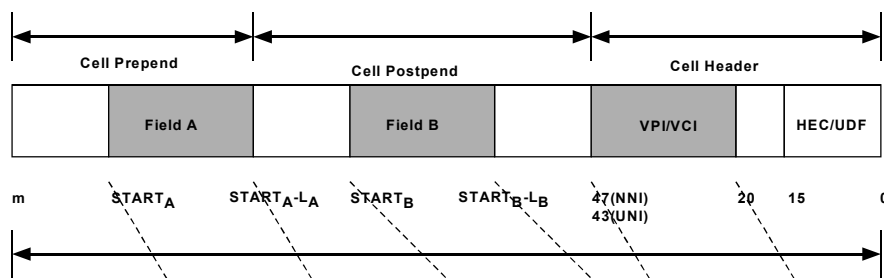 Cell Prepend
Cell Postpend
Cell Header
Field A
Field B
VPI/VCI
HEC/UDF
m
STARTA
STARTA-LA
STARTB
STARTB-LB
47(NNI)
43(UNI)
20
15
0